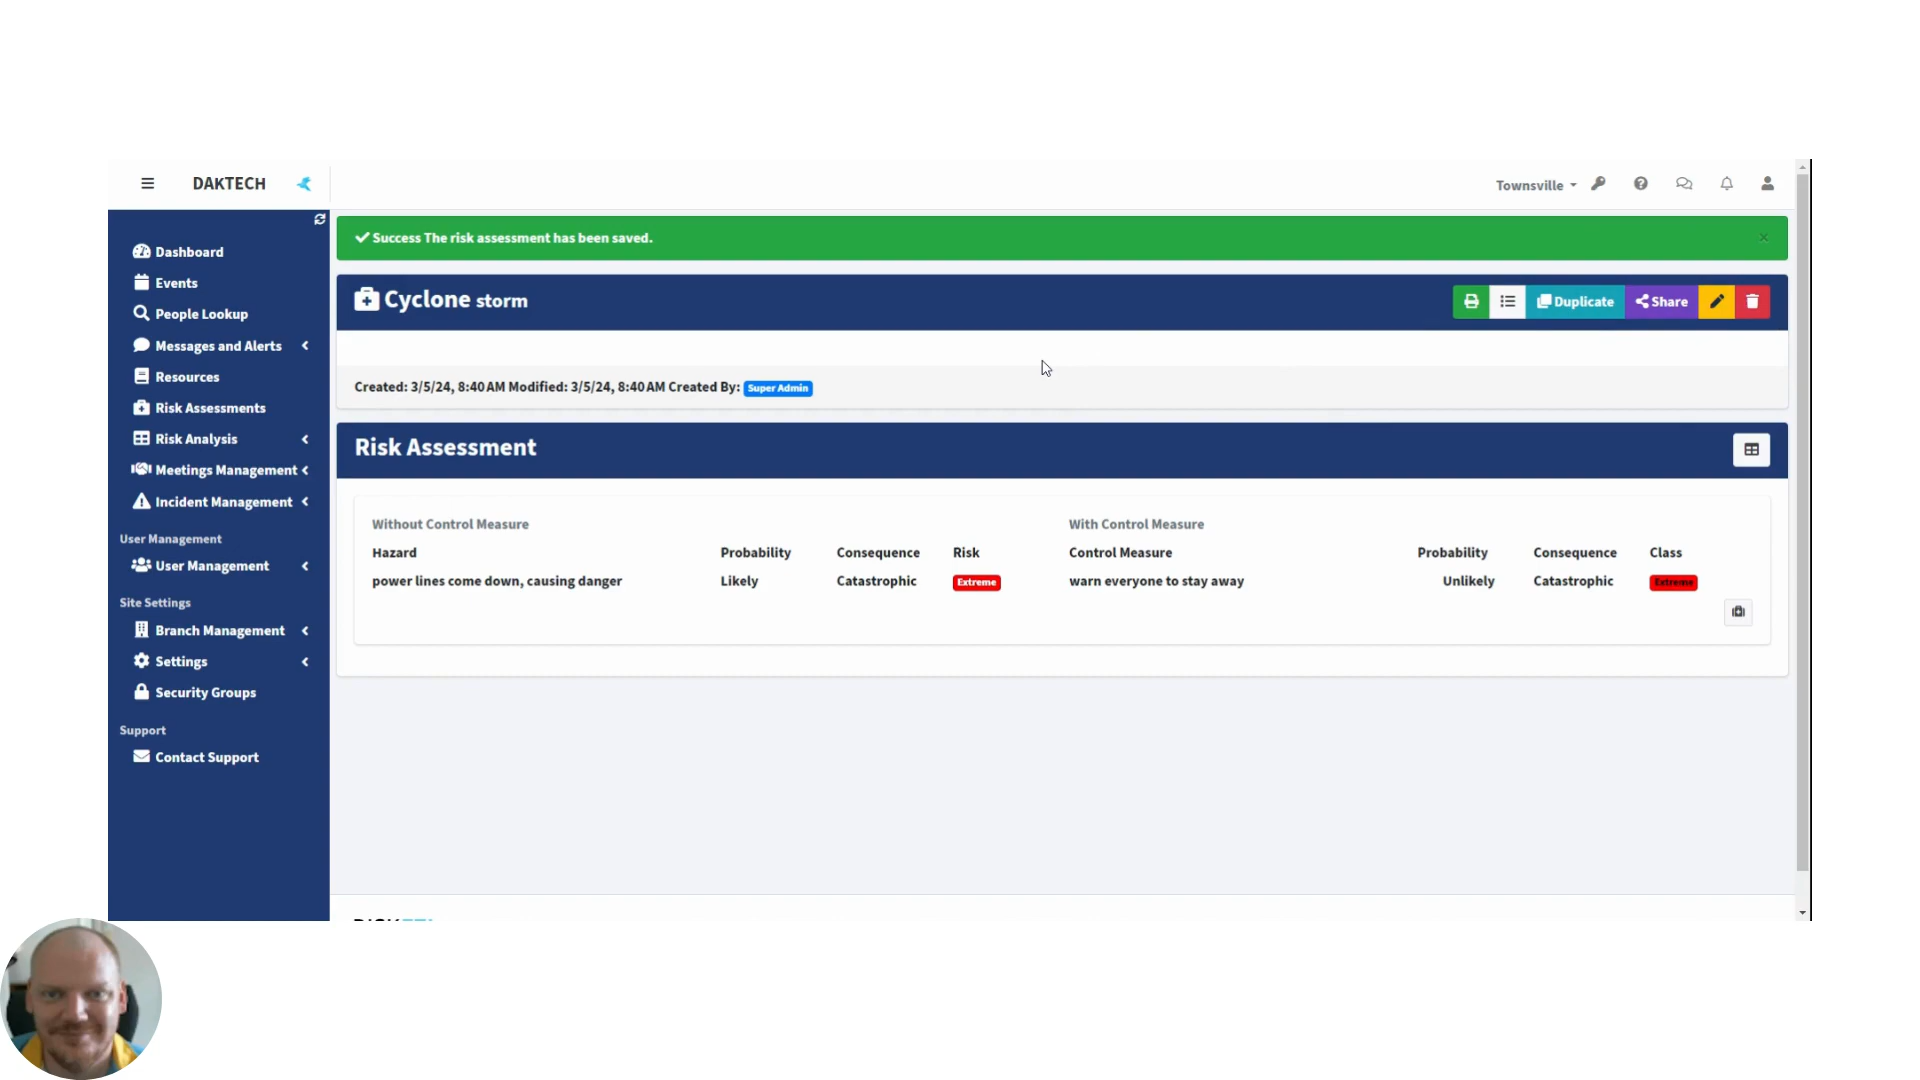 DAKTECH
Townsville
Dashboard
Events
People Lookup
Messages and Alerts
Resources
Risk Assessments
Risk Analysis
Meetings Management
Incident Management
User Management
User Management
Site Settings
Branch Management
Settings
Security Groups
Support
Contact Support
Success The risk assessment has been saved.
×
Cyclone storm
Duplicate
Share
Created: 3/5/24, 8:40 AM Modified: 3/5/24, 8:40 AM Created By: Super Admin
Risk Assessment
Without Control Measure With Control Measure
Hazard Probability Consequence Risk Control Measure Probability Consequence Class
power lines come down, causing danger Likely Catastrophic Extreme warn everyone to stay away Unlikely Catastrophic Extreme